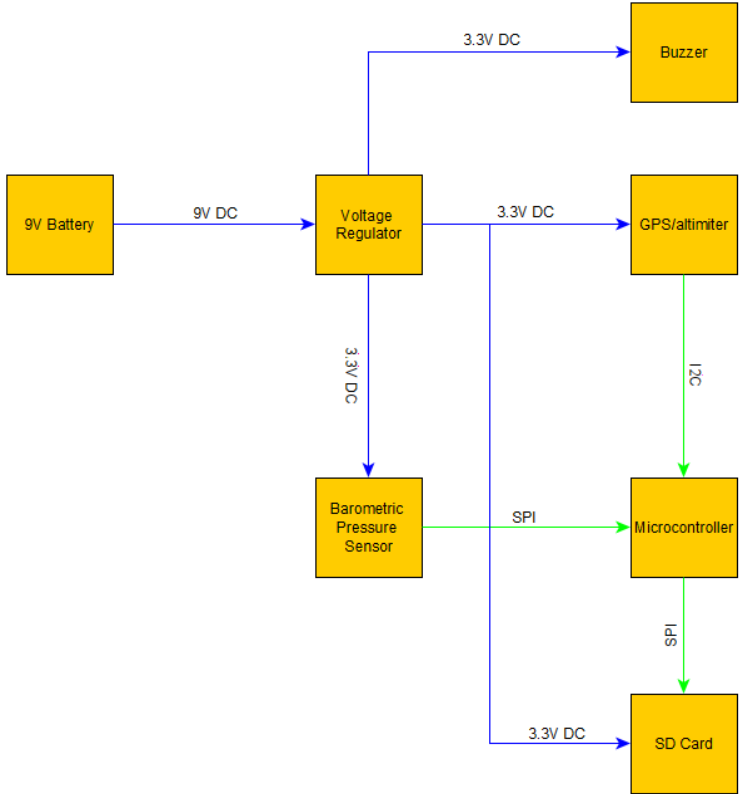 3.3V DC
Buzzer
9V Battery
9V DC
Voltage
Regulator
3.3V DC
GPS/altimiter
3.3V DC
I2C
Barometric
Pressure
Sensor
SPI
Microcontroller
SPI
3.3V DC
SD Card